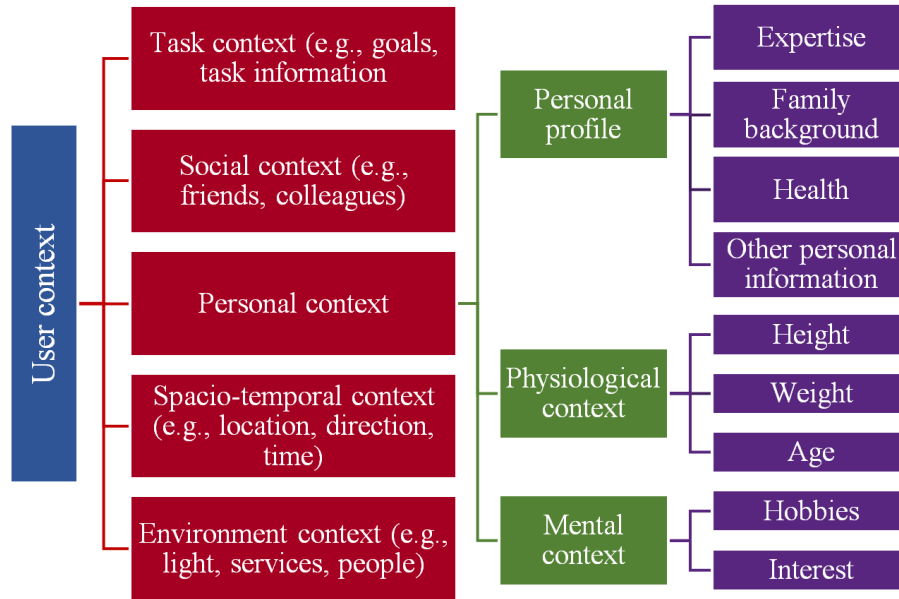 User context
Task context (e.g., goals,
task information
Social context (e.g.,
friends, colleagues)
Personal context
Spacio-temporal context
(e.g., location, direction,
time)
Environment context (e.g.,
light, services, people)
Personal
profile
Physiological
context
Mental
context
Expertise
Family
background
Health
Other personal
information
Height
Weight
Age
Hobbies
Interest